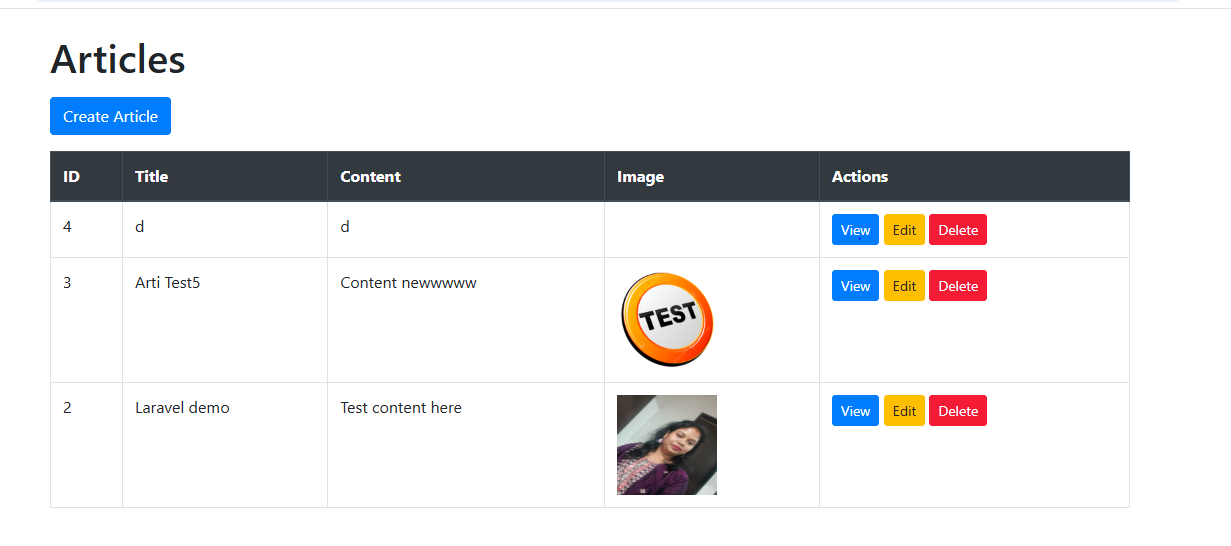 Articles
Create Article
ID Title Content Image Actions
4 d d View Edit Delete
3 Arti Test5 Content newwwww View Edit Delete
TEST
2 Laravel demo Test content here View Edit Delete